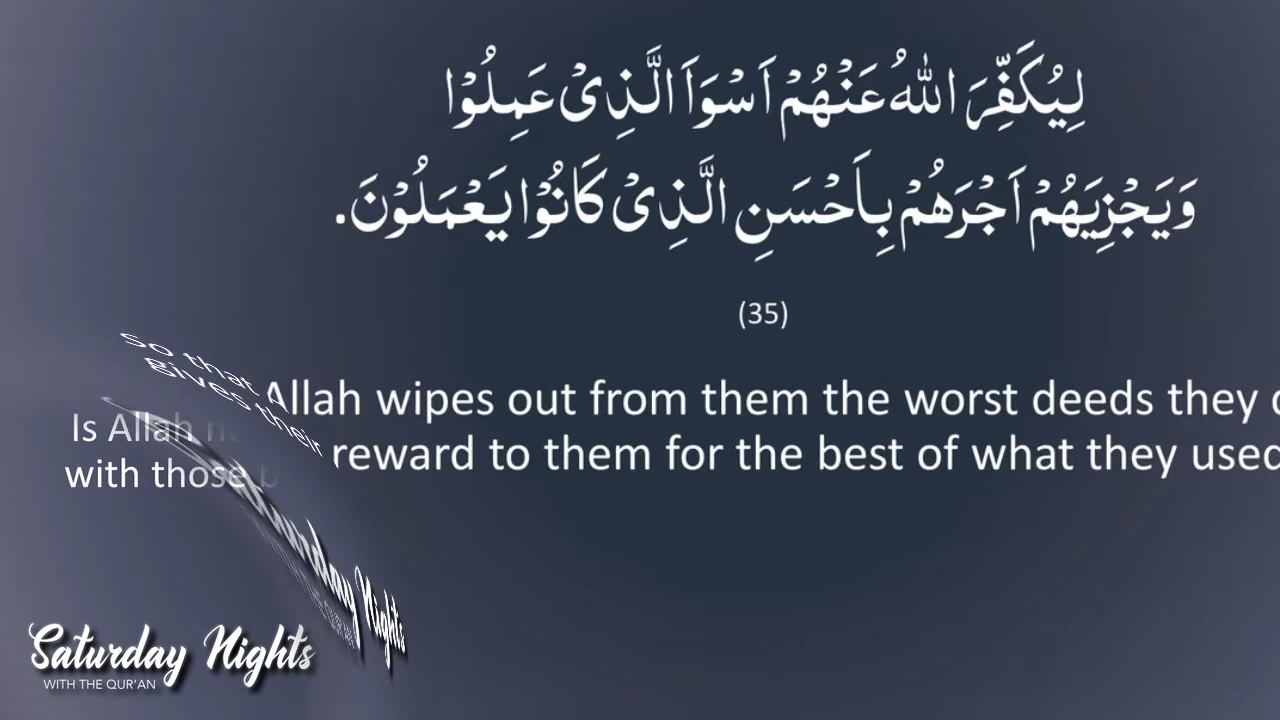 لِيُكَفِّرَ اللّٰهُ عَنْهُمْ اَسْوَاَ الَّذِىْ عَمِلُوْا
وَيَجْزِيَهُمْ اَجْرَهُمْ بِاَحْسَنِ الَّذِىْ كَانُوْا يَعْمَلُوْنَ.
(35)
So that Allah wipes out from them the worst deeds they
gives their reward to them for the best of what they used
Is Allah
with those
Saturday Nights
Saturday Nights
WITH THE QUR'AN